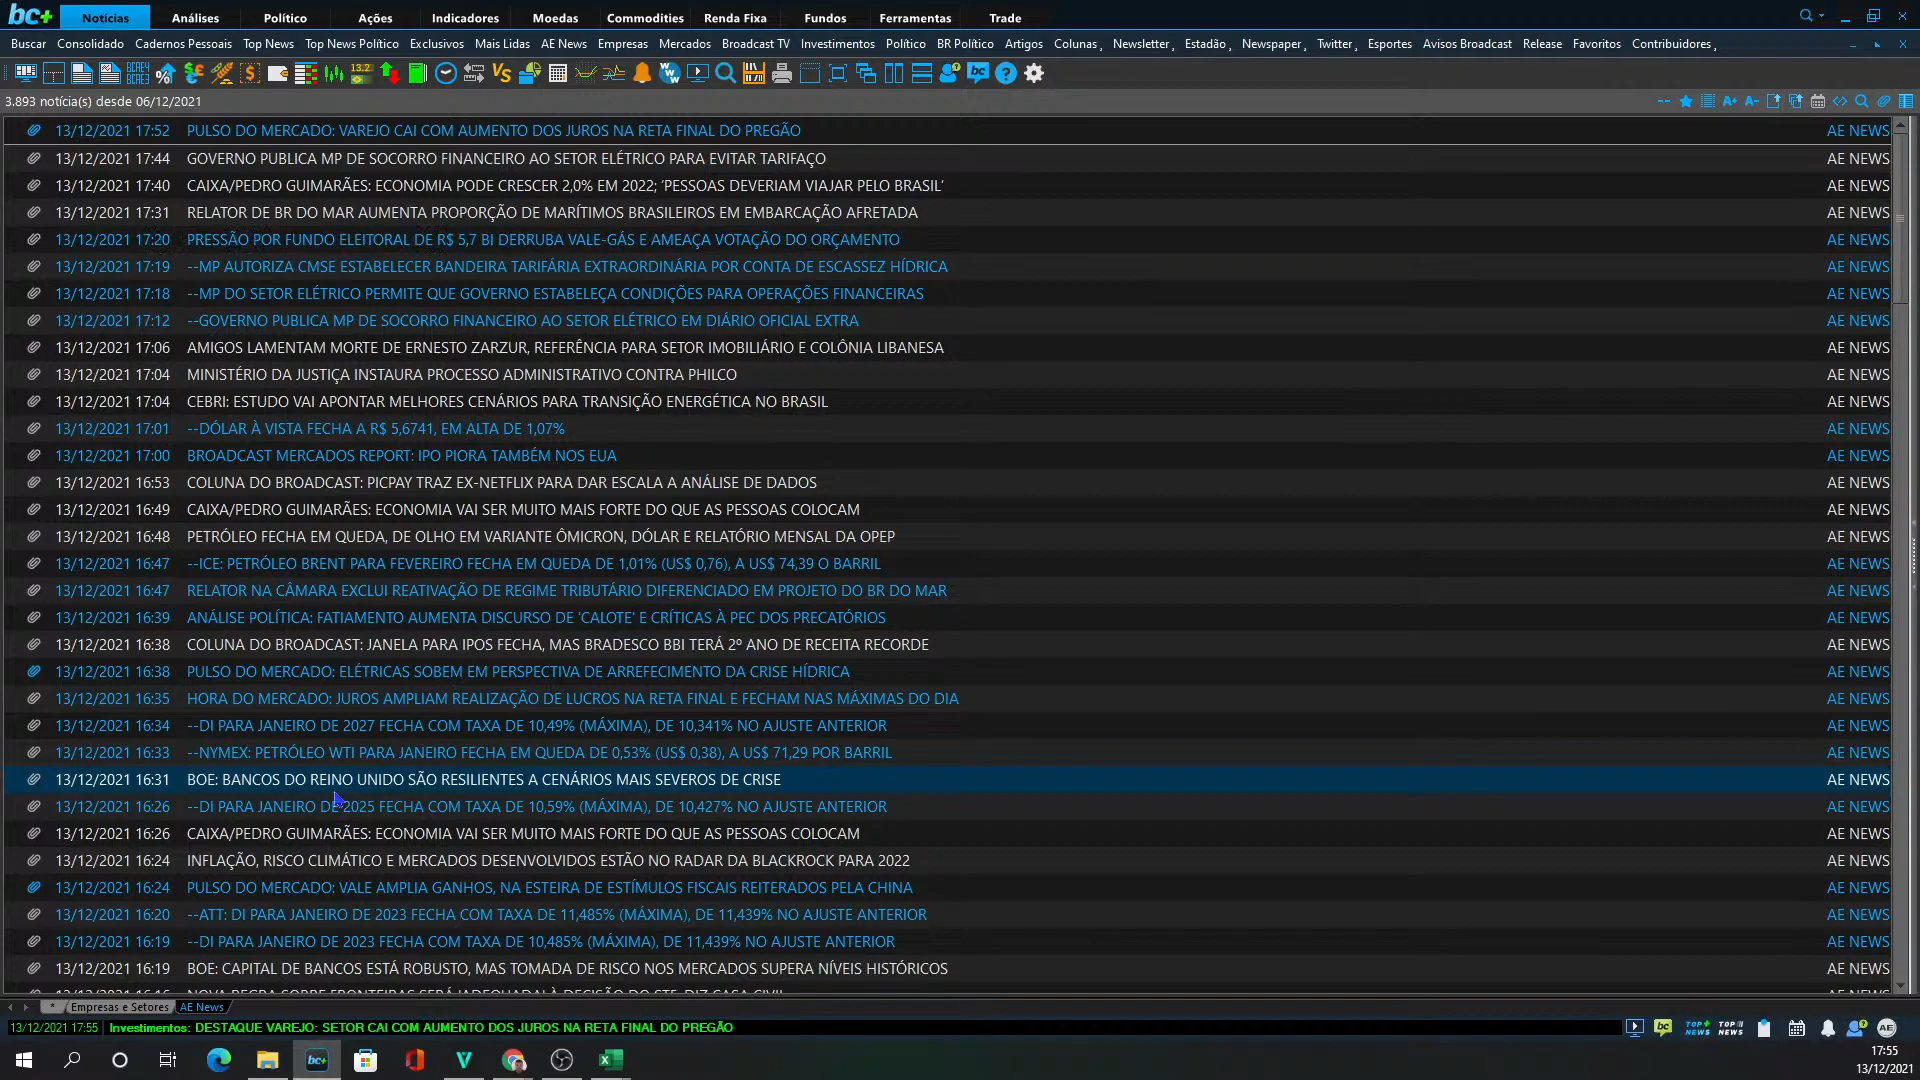 bc+ Notícias Análises Político Ações Indicadores Moedas Commodities Renda Fixa Fundos Ferramentas Trade
Buscar Consolidado Cadernos Pessoais Top News Top News Político Exclusivos Mais Lidas AE News Empresas Mercados Broadcast TV Investimentos Político BR Político Artigos Colunas Newsletter Estadão Newspaper Twitter Esportes Avisos Broadcast Release Favoritos Contribuidores
3.893 notícia(s) desde 06/12/2021
13/12/2021 17:52 PULSO DO MERCADO: VAREJO CAI COM AUMENTO DOS JUROS NA RETA FINAL DO PREGÃO AE NEWS
13/12/2021 17:44 GOVERNO PUBLICA MP DE SOCORRO FINANCEIRO AO SETOR ELÉTRICO PARA EVITAR TARIFAÇO AE NEWS
13/12/2021 17:40 CAIXA/PEDRO GUIMARÃES: ECONOMIA PODE CRESCER 2,0% EM 2022; ‘PESSOAS DEVERIAM VIAJAR PELO BRASIL’ AE NEWS
13/12/2021 17:31 RELATOR DE BR DO MAR AUMENTA PROPORÇÃO DE MARÍTIMOS BRASILEIROS EM EMBARCAÇÃO AFRETADA AE NEWS
13/12/2021 17:20 PRESSÃO POR FUNDO ELEITORAL DE R$ 5,7 BI DERRUBA VALE-GÁS E AMEAÇA VOTAÇÃO DO ORÇAMENTO AE NEWS
13/12/2021 17:19 --MP AUTORIZA CMSE ESTABELECER BANDEIRA TARIFÁRIA EXTRAORDINÁRIA POR CONTA DE ESCASSEZ HÍDRICA AE NEWS
13/12/2021 17:18 --MP DO SETOR ELÉTRICO PERMITE QUE GOVERNO ESTABELEÇA CONDIÇÕES PARA OPERAÇÕES FINANCEIRAS AE NEWS
13/12/2021 17:12 --GOVERNO PUBLICA MP DE SOCORRO FINANCEIRO AO SETOR ELÉTRICO EM DIÁRIO OFICIAL EXTRA AE NEWS
13/12/2021 17:06 AMIGOS LAMENTAM MORTE DE ERNESTO ZARZUR, REFERÊNCIA PARA SETOR IMOBILIÁRIO E COLÔNIA LIBANESA AE NEWS
13/12/2021 17:04 MINISTÉRIO DA JUSTIÇA INSTAURA PROCESSO ADMINISTRATIVO CONTRA PHILCO AE NEWS
13/12/2021 17:04 CEBRI: ESTUDO VAI APONTAR MELHORES CENÁRIOS PARA TRANSIÇÃO ENERGÉTICA NO BRASIL AE NEWS
13/12/2021 17:01 --DÓLAR À VISTA FECHA A R$ 5,6741, EM ALTA DE 1,07% AE NEWS
13/12/2021 17:00 BROADCAST MERCADOS REPORT: IPO PIORA TAMBÉM NOS EUA AE NEWS
13/12/2021 16:53 COLUNA DO BROADCAST: PICPAY TRAZ EX-NETFLIX PARA DAR ESCALA A ANÁLISE DE DADOS AE NEWS
13/12/2021 16:49 CAIXA/PEDRO GUIMARÃES: ECONOMIA VAI SER MUITO MAIS FORTE DO QUE AS PESSOAS COLOCAM AE NEWS
13/12/2021 16:48 PETRÓLEO FECHA EM QUEDA, DE OLHO EM VARIANTE ÔMICRON, DÓLAR E RELATÓRIO MENSAL DA OPEP AE NEWS
13/12/2021 16:47 --ICE: PETRÓLEO BRENT PARA FEVEREIRO FECHA EM QUEDA DE 1,01% (US$ 0,76), A US$ 74,39 O BARRIL AE NEWS
13/12/2021 16:47 RELATOR NA CÂMARA EXCLUI REATIVAÇÃO DE REGIME TRIBUTÁRIO DIFERENCIADO EM PROJETO DO BR DO MAR AE NEWS
13/12/2021 16:39 ANÁLISE POLÍTICA: FATIAMENTO AUMENTA DISCURSO DE 'CALOTE' E CRÍTICAS À PEC DOS PRECATÓRIOS AE NEWS
13/12/2021 16:38 COLUNA DO BROADCAST: JANELA PARA IPOS FECHA, MAS BRADESCO BBI TERÁ 2º ANO DE RECEITA RECORDE AE NEWS
13/12/2021 16:38 PULSO DO MERCADO: ELÉTRICAS SOBEM EM PERSPECTIVA DE ARREFECIMENTO DA CRISE HÍDRICA AE NEWS
13/12/2021 16:35 HORA DO MERCADO: JUROS AMPLIAM REALIZAÇÃO DE LUCROS NA RETA FINAL E FECHAM NAS MÁXIMAS DO DIA AE NEWS
13/12/2021 16:34 --DI PARA JANEIRO DE 2027 FECHA COM TAXA DE 10,49% (MÁXIMA), DE 10,341% NO AJUSTE ANTERIOR AE NEWS
13/12/2021 16:33 --NYMEX: PETRÓLEO WTI PARA JANEIRO FECHA EM QUEDA DE 0,53% (US$ 0,38), A US$ 71,29 POR BARRIL AE NEWS
13/12/2021 16:31 BOE: BANCOS DO REINO UNIDO SÃO RESILIENTES A CENÁRIOS MAIS SEVEROS DE CRISE AE NEWS
13/12/2021 16:26 --DI PARA JANEIRO DE 2025 FECHA COM TAXA DE 10,59% (MÁXIMA), DE 10,427% NO AJUSTE ANTERIOR AE NEWS
13/12/2021 16:26 CAIXA/PEDRO GUIMARÃES: ECONOMIA VAI SER MUITO MAIS FORTE DO QUE AS PESSOAS COLOCAM AE NEWS
13/12/2021 16:24 INFLAÇÃO, RISCO CLIMÁTICO E MERCADOS DESENVOLVIDOS ESTÃO NO RADAR DA BLACKROCK PARA 2022 AE NEWS
13/12/2021 16:24 PULSO DO MERCADO: VALE AMPLIA GANHOS, NA ESTEIRA DE ESTÍMULOS FISCAIS REITERADOS PELA CHINA AE NEWS
13/12/2021 16:20 --ATT: DI PARA JANEIRO DE 2023 FECHA COM TAXA DE 11,485% (MÁXIMA), DE 11,439% NO AJUSTE ANTERIOR AE NEWS
13/12/2021 16:19 --DI PARA JANEIRO DE 2023 FECHA COM TAXA DE 10,485% (MÁXIMA), DE 11,439% NO AJUSTE ANTERIOR AE NEWS
13/12/2021 16:19 BOE: CAPITAL DE BANCOS ESTÁ ROBUSTO, MAS TOMADA DE RISCO NOS MERCADOS SUPERA NÍVEIS HISTÓRICOS AE NEWS
* Empresas e Setores AE News
13/12/2021 17:55 Investimentos: DESTAQUE VAREJO: SETOR CAI COM AUMENTO DOS JUROS NA RETA FINAL DO PREGÃO
17:55
13/12/2021